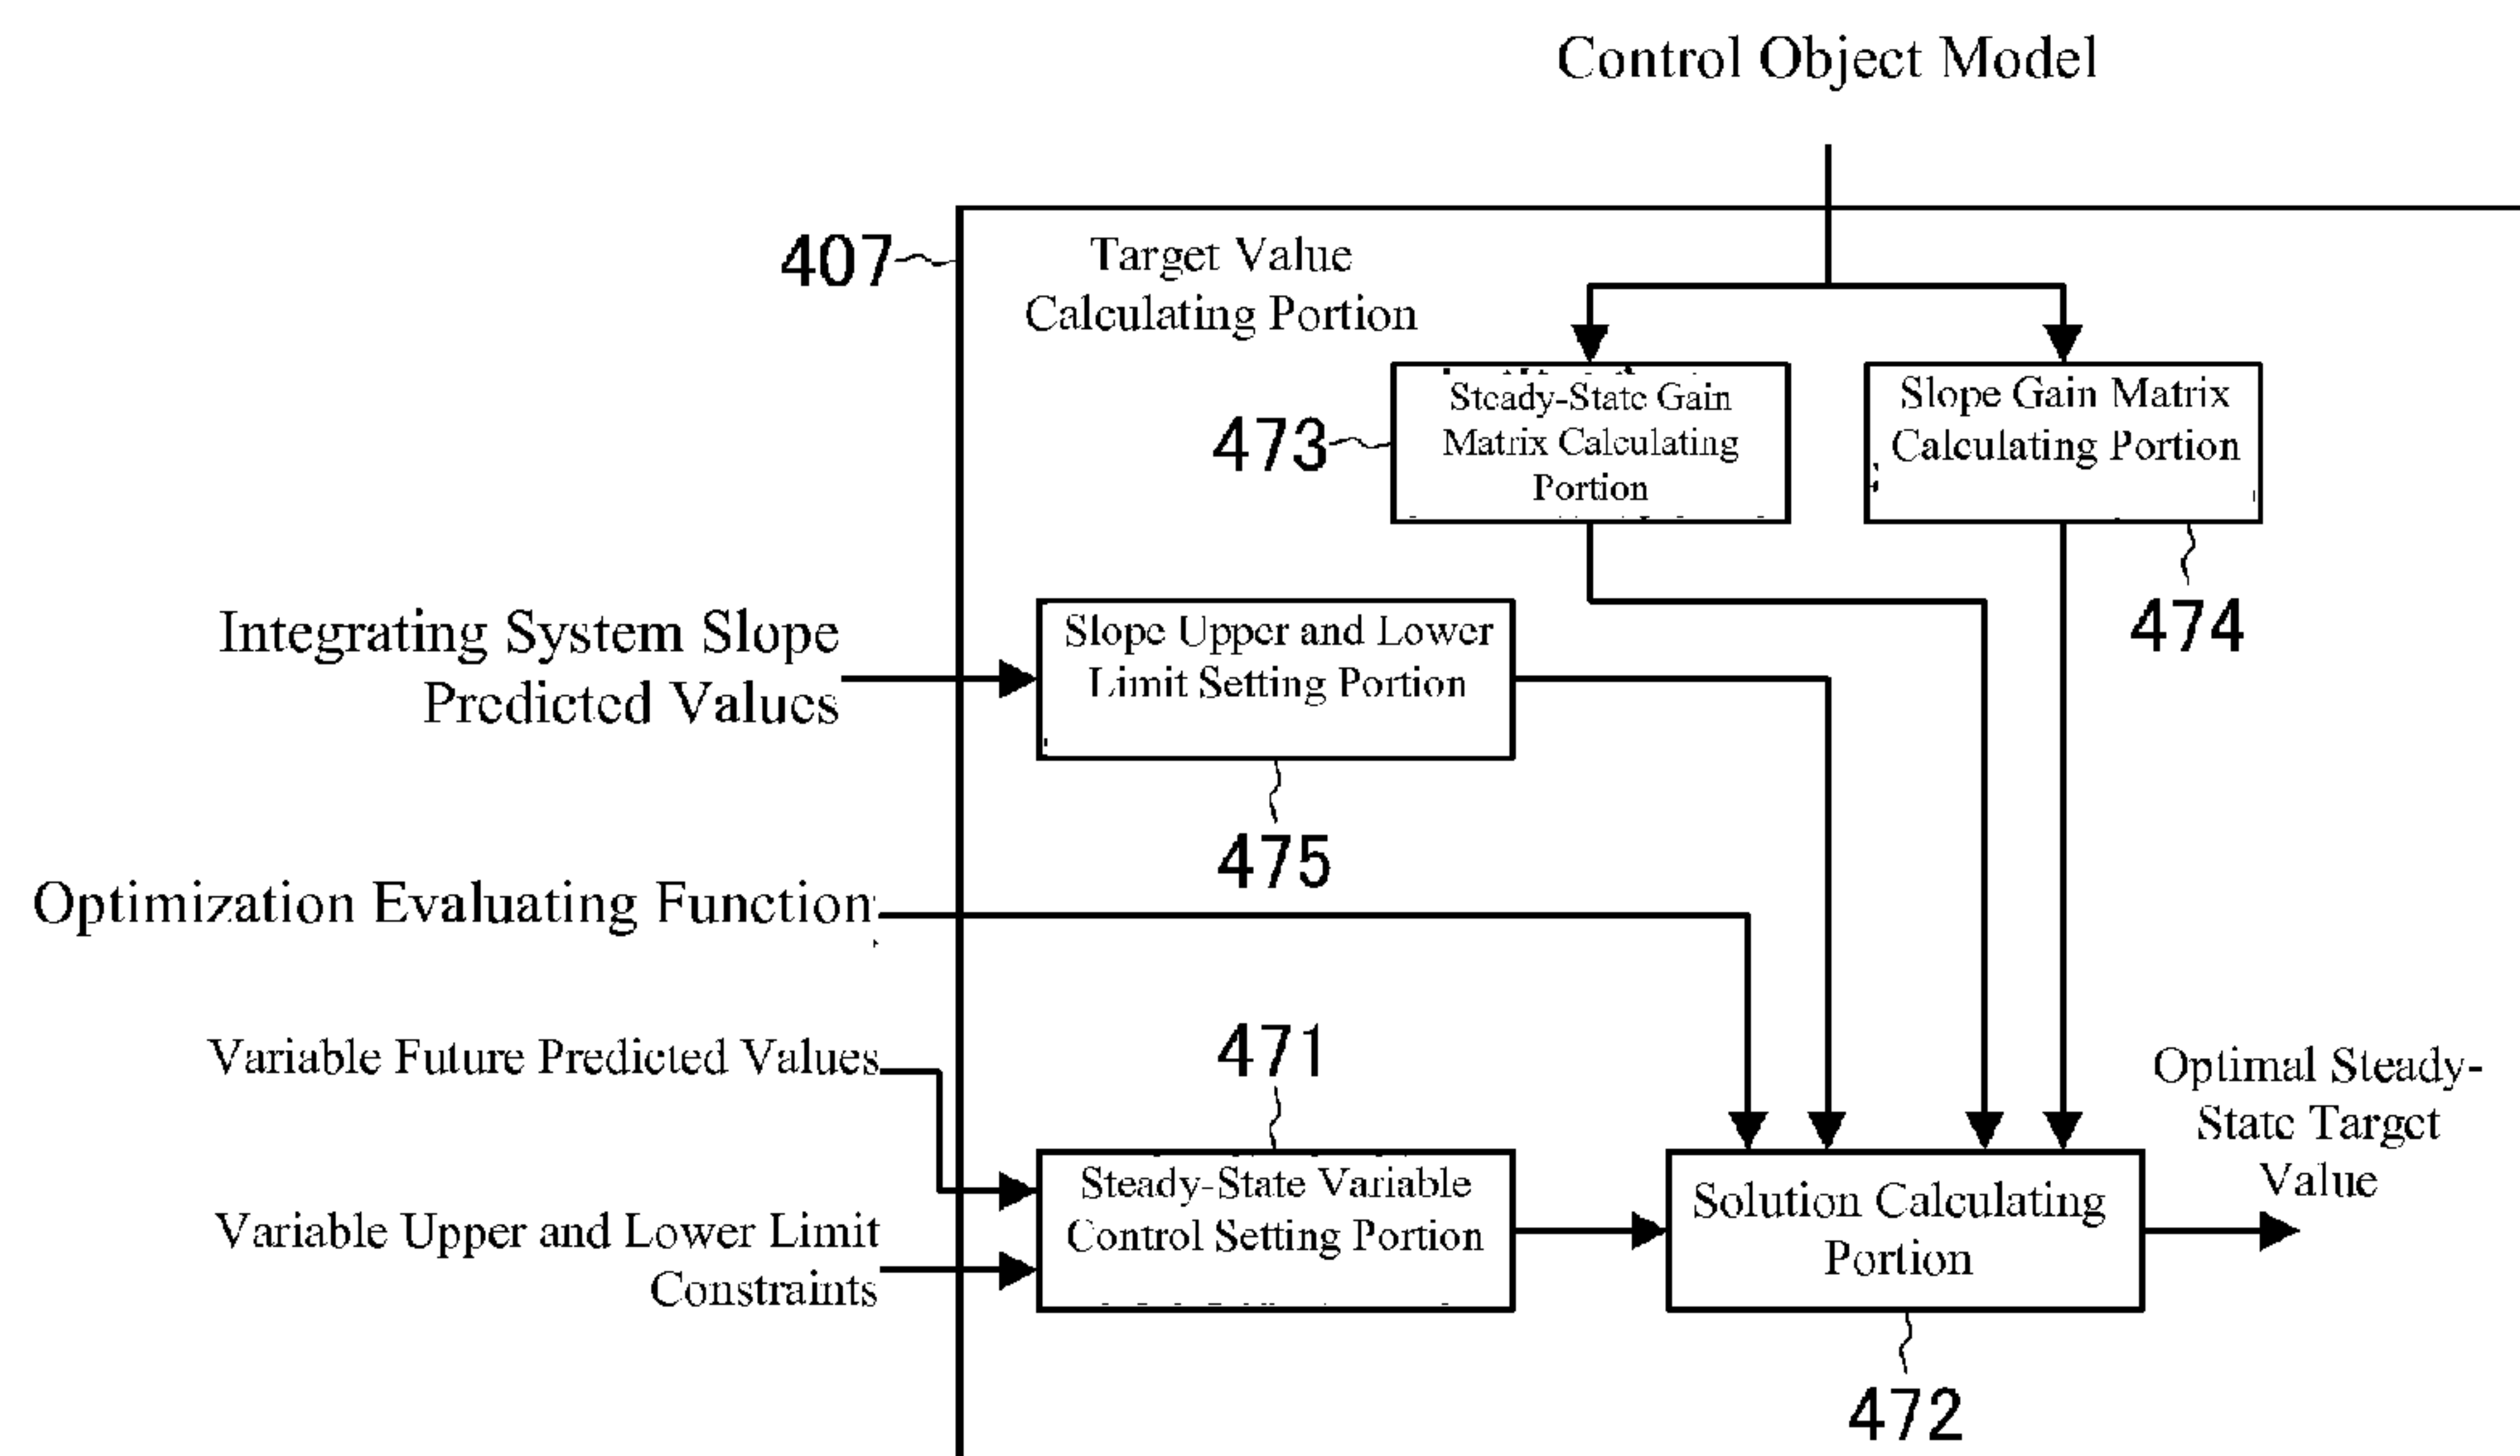 Control Object Model
407
Target Value
Calculating Portion
473
Steady-State Gain
Matrix Calculating
Portion
Slope Gain Matrix
Calculating Portion
474
Integrating System Slope
Predicted Values
Slope Upper and Lower
Limit Setting Portion
475
Optimization Evaluating Function
Variable Future Predicted Values
471
Variable Upper and Lower Limit
Constraints
Steady-State Variable
Control Setting Portion
Solution Calculating
Portion
472
Optimal Steady-
State Target
Value